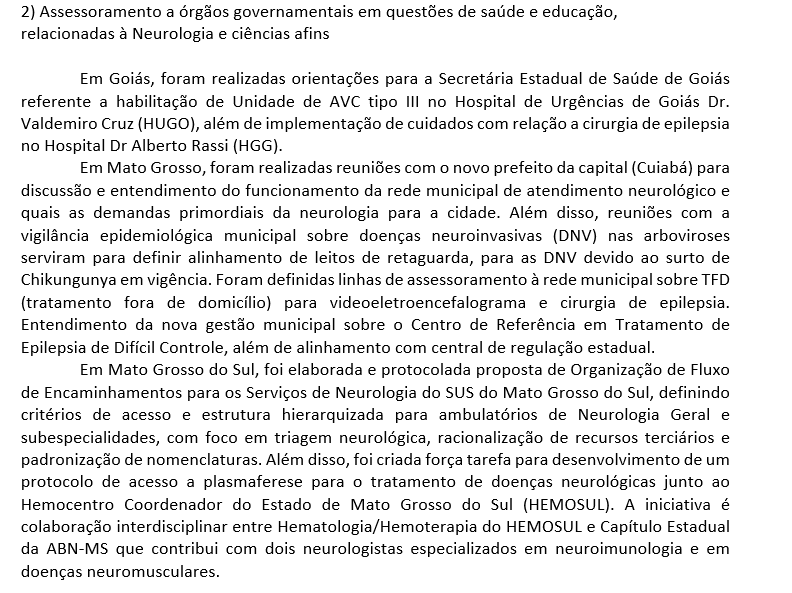 2) Assessoramento a órgãos governamentais em questões de saúde e educação,
relacionadas à Neurologia e ciências afins
Em Goiás, foram realizadas orientações para a Secretária Estadual de Saúde de Goiás
referente a habilitação de Unidade de AVC tipo III no Hospital de Urgências de Goiás Dr.
Valdemiro Cruz (HUGO), além de implementação de cuidados com relação a cirurgia de epilepsia
no Hospital Dr Alberto Rassi (HGG).
Em Mato Grosso, foram realizadas reuniões com o novo prefeito da capital (Cuiabá) para
discussão e entendimento do funcionamento da rede municipal de atendimento neurológico e
quais as demandas primordiais da neurologia para a cidade. Além disso, reuniões com a
vigilância epidemiológica municipal sobre doenças neuroinvasivas (DNV) nas arboviroses
serviram para definir alinhamento de leitos de retaguarda, para as DNV devido ao surto de
Chikungunya em vigência. Foram definidas linhas de assessoramento à rede municipal sobre TFD
(tratamento fora de domicílio) para videoeletroencefalograma e cirurgia de epilepsia.
Entendimento da nova gestão municipal sobre o Centro de Referência em Tratamento de
Epilepsia de Difícil Controle, além de alinhamento com central de regulação estadual.
Em Mato Grosso do Sul, foi elaborada e protocolada proposta de Organização de Fluxo
de Encaminhamentos para os Serviços de Neurologia do SUS do Mato Grosso do Sul, definindo
critérios de acesso e estrutura hierarquizada para ambulatórios de Neurologia Geral e
subespecialidades, com foco em triagem neurológica, racionalização de recursos terciários e
padronização de nomenclaturas. Além disso, foi criada força tarefa para desenvolvimento de um
protocolo de acesso a plasmaferese para o tratamento de doenças neurológicas junto ao
Hemocentro Coordenador do Estado de Mato Grosso do Sul (HEMOSUL). A iniciativa é
colaboração interdisciplinar entre Hematologia/Hemoterapia do HEMOSUL e Capítulo Estadual
da ABN-MS que contribui com dois neurologistas especializados em neuroimunologia e em
doenças neuromusculares.